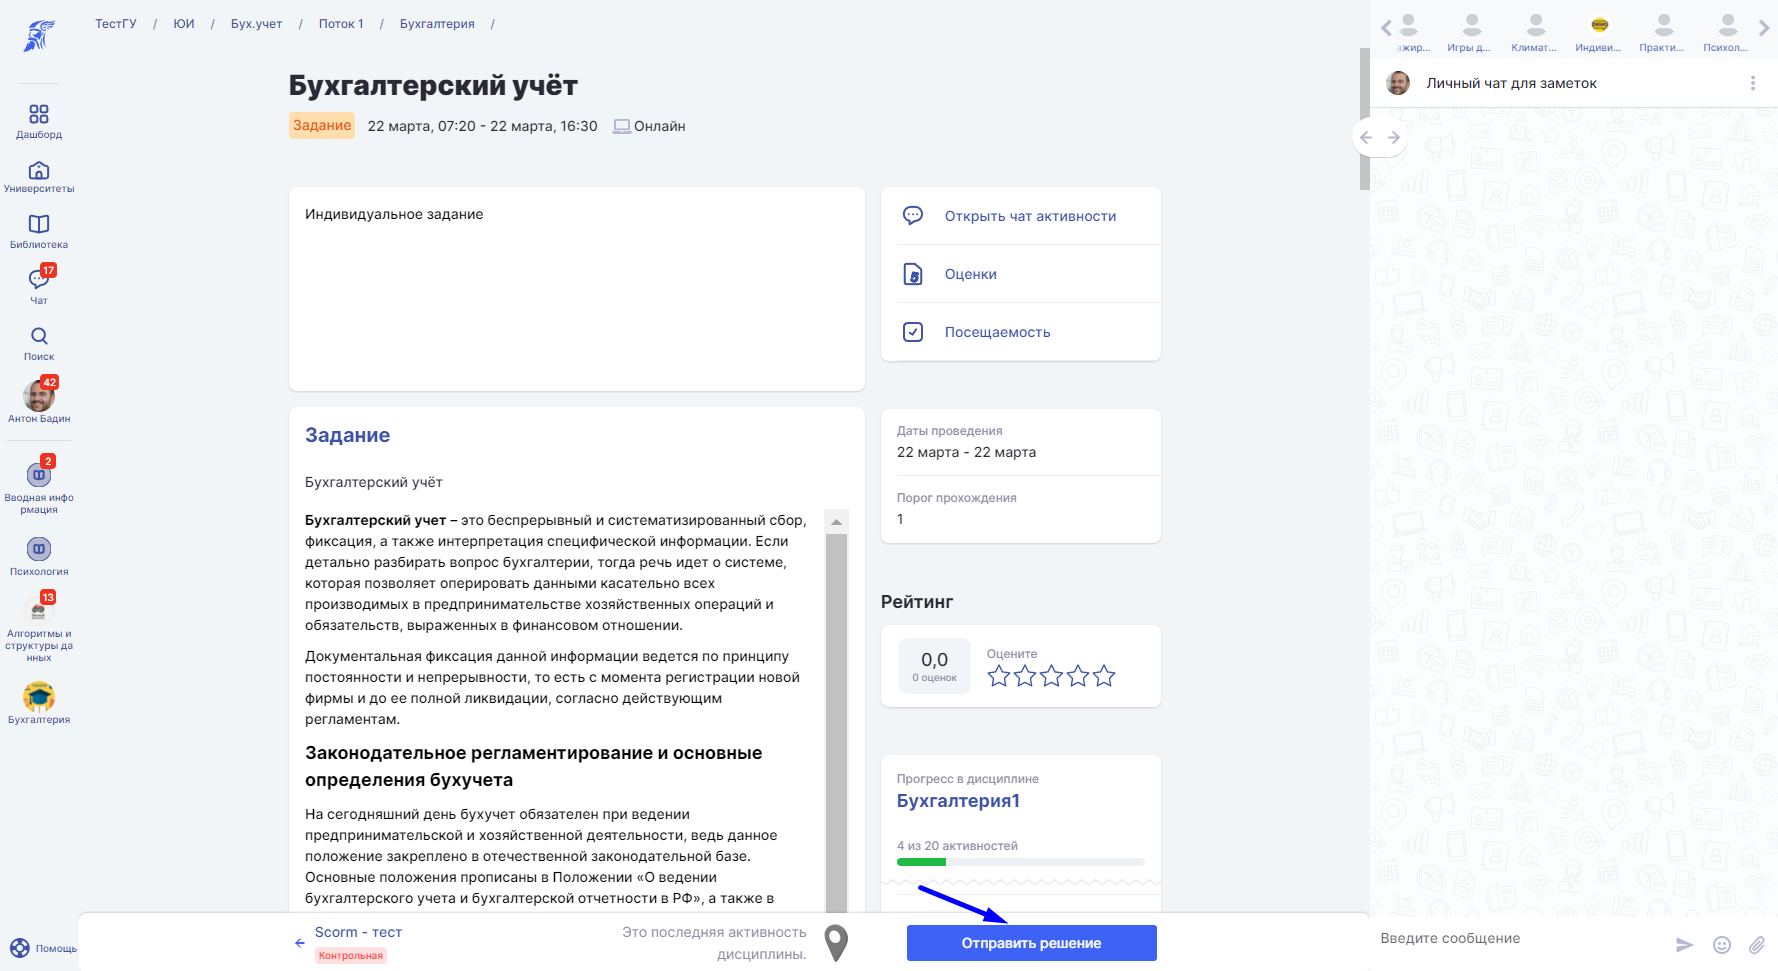 ТестГУ / ЮИ / Бух.учет / Поток 1 / Бухгалтерия /
Бухгалтерский учёт
Задание 22 марта, 07:20 - 22 марта, 16:30 Онлайн
Дашборд
Университеты
Библиотека
17
Чат
Поиск
42
Антон Бадин
2
Вводная инфо
рмация
Психология
13
Алгоритмы и
структуры да
нных
Бухгалтерия
Помощь
Индивидуальное задание
Задание
Бухгалтерский учёт
Бухгалтерский учет – это беспрерывный и систематизированный сбор,
фиксация, а также интерпретация специфической информации. Если
детально разбирать вопрос бухгалтерии, тогда речь идет о системе,
которая позволяет оперировать данными касательно всех
производимых в предпринимательстве хозяйственных операций и
обязательств, выраженных в финансовом отношении.
Документальная фиксация данной информации ведется по принципу
постоянности и непрерывности, то есть с момента регистрации новой
фирмы и до ее полной ликвидации, согласно действующим
регламентам.
Законодательное регламентирование и основные
определения бухучета
На сегодняшний день бухучет обязателен при ведении
предпринимательской и хозяйственной деятельности, ведь данное
положение закреплено в отечественной законодательной базе.
Основные положения прописаны в Положении «О ведении
бухгалтерского учета и бухгалтерской отчетности в РФ», а также в
Открыть чат активности
Оценки
Посещаемость
Даты проведения
22 марта - 22 марта
Порог прохождения
1
Рейтинг
0,0
0 оценок
Оцените
Прогресс в дисциплине
Бухгалтерия1
4 из 20 активностей
Scorm - тест
Контрольная
Это последняя активность
дисциплины.
Отправить решение
ажир... Игры д... Климат... Индиви... Практи... Психол...
Личный чат для заметок
Введите сообщение